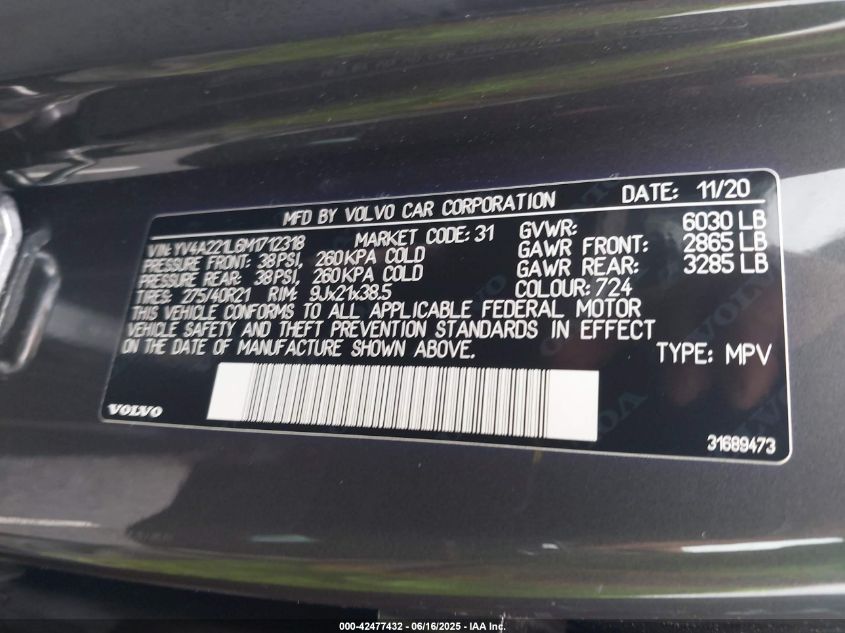 MFD BY VOLVO CAR CORPORATION DATE: 11/20
VIN: YV4A221L6M1712318 MARKET CODE: 31 GVWR: 6030 LB
PRESSURE FRONT: 38PSI, 260KPA COLD GAWR FRONT: 2865 LB
PRESSURE REAR: 38PSI, 260KPA COLD GAWR REAR: 3285 LB
TIRES: 275/40R21 RIM: 9Jx21x38.5 COLOUR: 724
THIS VEHICLE CONFORMS TO ALL APPLICABLE FEDERAL MOTOR
VEHICLE SAFETY AND THEFT PREVENTION STANDARDS IN EFFECT
ON THE DATE OF MANUFACTURE SHOWN ABOVE. TYPE: MPV
VOLVO 31689473
000-42477432 - 06/16/2025 - IAA Inc.